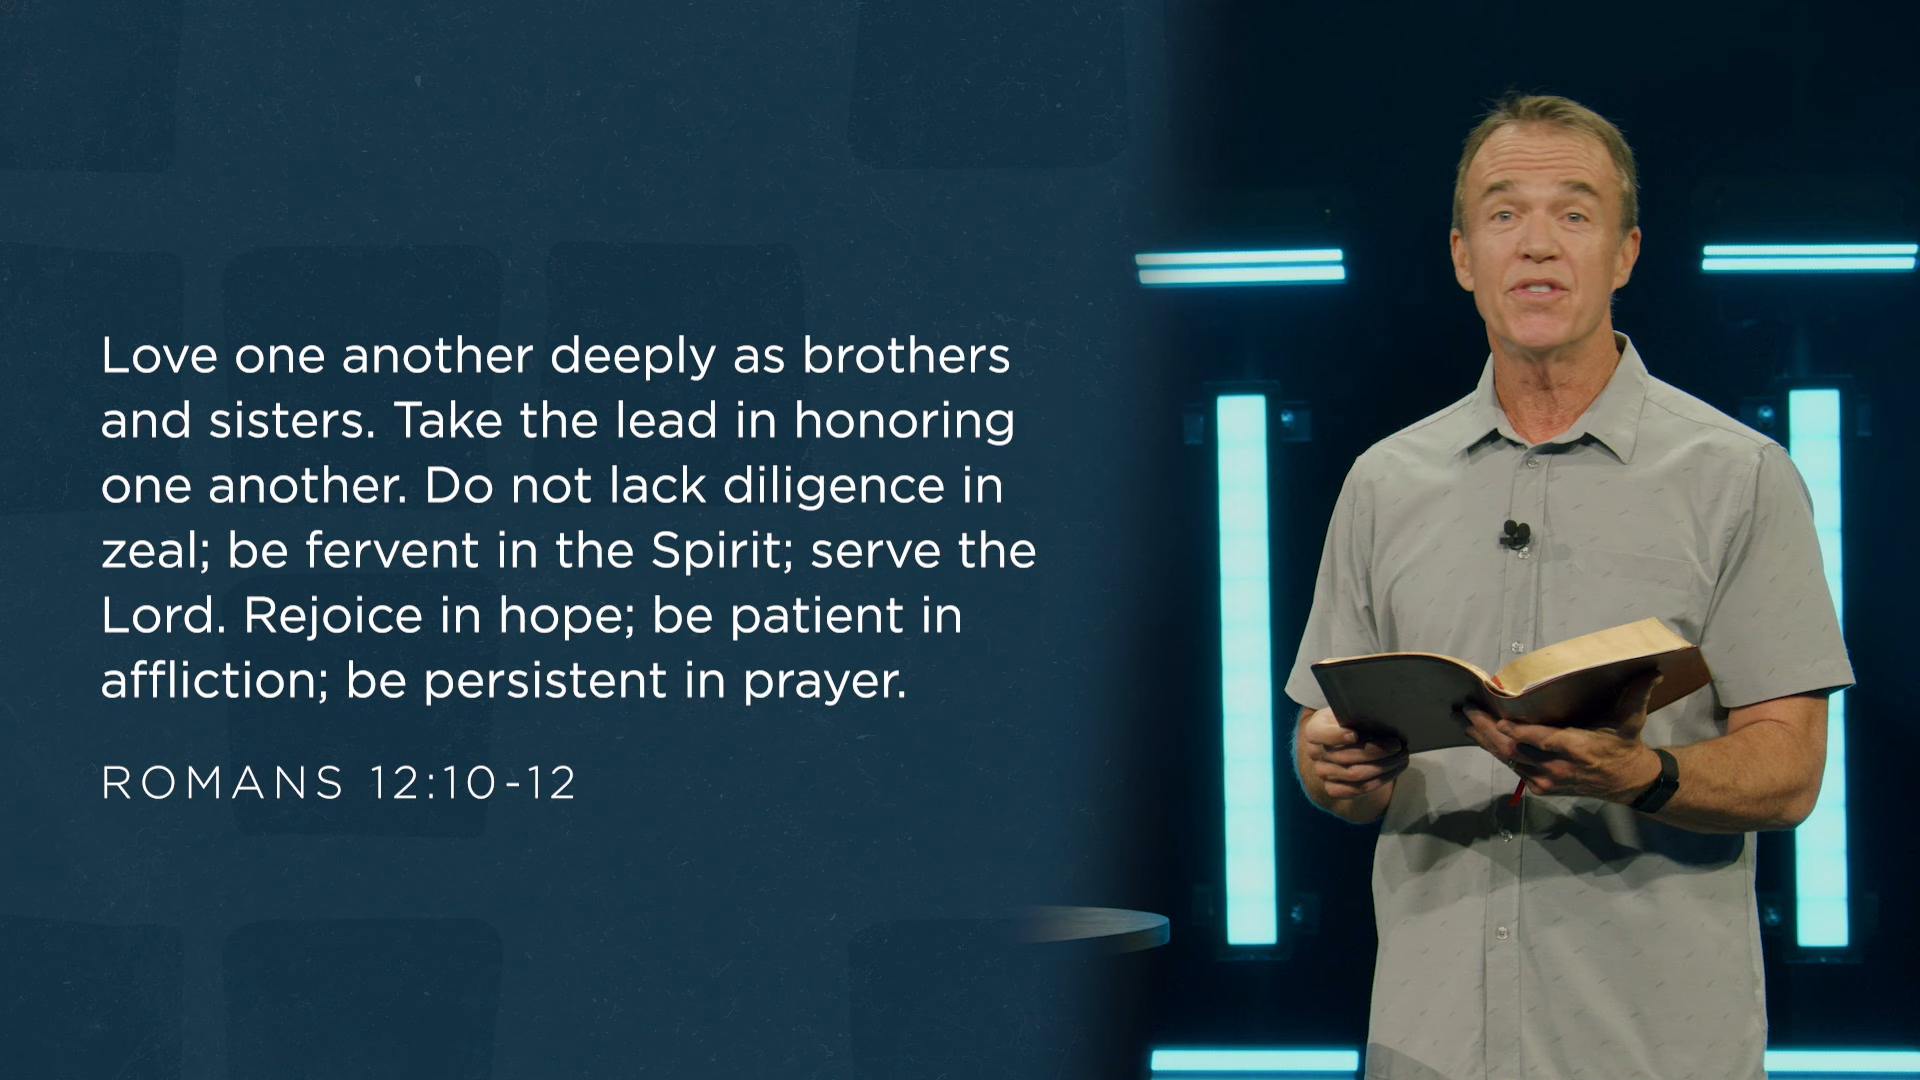 Love one another deeply as brothers
and sisters. Take the lead in honoring
one another. Do not lack diligence in
zeal; be fervent in the Spirit; serve the
Lord. Rejoice in hope; be patient in
affliction; be persistent in prayer.
ROMANS 12:10-12